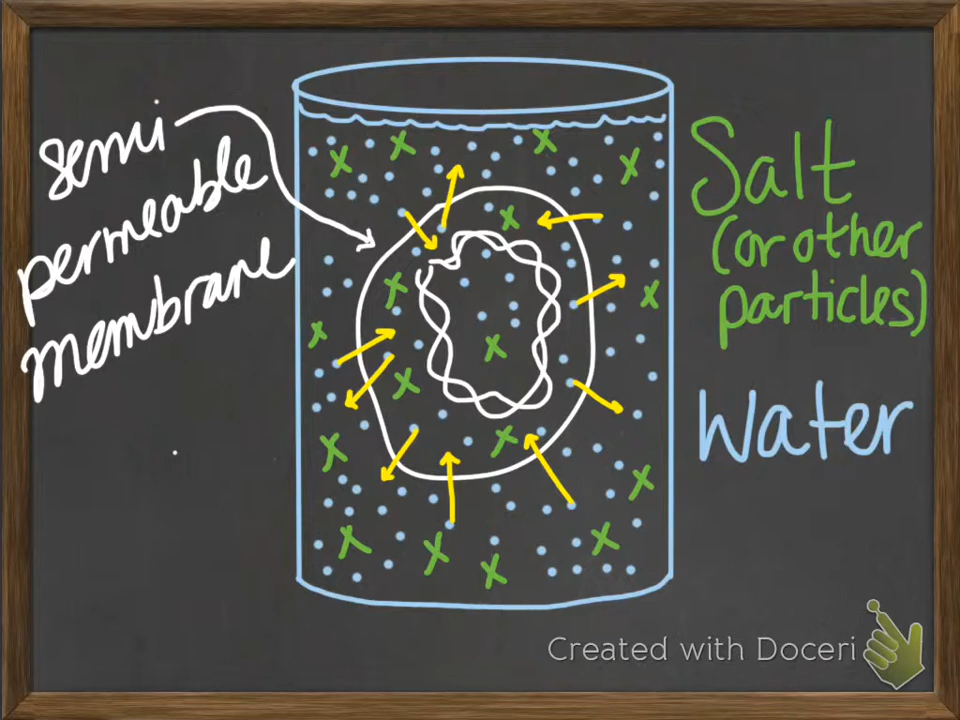 semi
permeable
membrane
Salt
(or other
particles)
Water
Created with Doceri